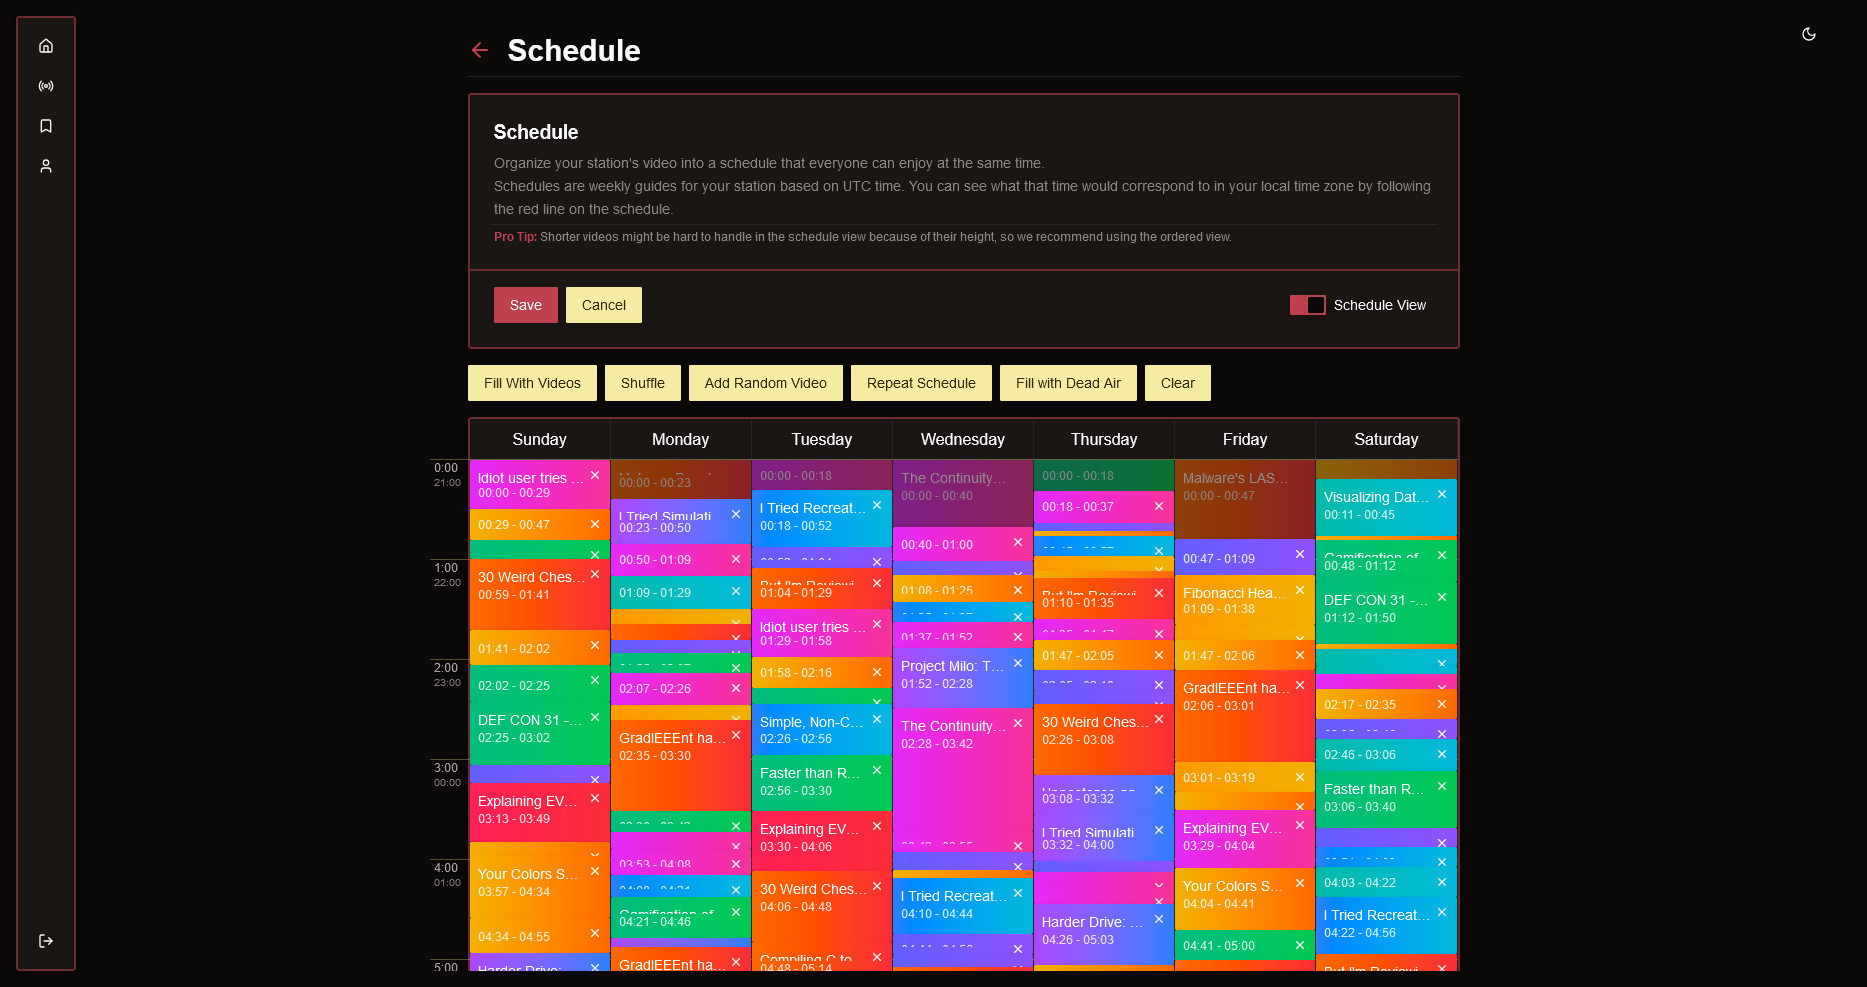 Schedule
Schedule
Organize your station's video into a schedule that everyone can enjoy at the same time.
Schedules are weekly guides for your station based on UTC time. You can see what that time would correspond to in your local time zone by following
the red line on the schedule.
Pro Tip: Shorter videos might be hard to handle in the schedule view because of their height, so we recommend using the ordered view.
Save
Cancel
Schedule View
Fill With Videos
Shuffle
Add Random Video
Repeat Schedule
Fill with Dead Air
Clear
Sunday
Monday
Tuesday
Wednesday
Thursday
Friday
Saturday
0:00
21:00
1:00
22:00
2:00
23:00
3:00
00:00
4:00
01:00
5:00
Idiot user tries ...
00:00 - 00:29
00:29 - 00:47
30 Weird Ches...
00:59 - 01:41
01:41 - 02:02
02:02 - 02:25
DEF CON 31 -...
02:25 - 03:02
Explaining EV...
03:13 - 03:49
Your Colors S...
03:57 - 04:34
04:34 - 04:55
Harder Drive:
00:00 - 00:23
I Tried Simulati
00:23 - 00:50
00:50 - 01:09
01:09 - 01:29
02:07 - 02:26
GradIEEEnt ha...
02:35 - 03:30
03:53 - 04:08
Gamification of
04:21 - 04:46
GradIEEEnt ha...
00:00 - 00:18
I Tried Recreat...
00:18 - 00:52
But I'm Reviewi
01:04 - 01:29
Idiot user tries ...
01:29 - 01:58
01:58 - 02:16
Simple, Non-C...
02:26 - 02:56
Faster than R...
02:56 - 03:30
Explaining EV...
03:30 - 04:06
30 Weird Ches...
04:06 - 04:48
Compiling C to
04:48 - 05:14
The Continuity...
00:00 - 00:40
00:40 - 01:00
01:08 - 01:25
01:37 - 01:52
Project Milo: T...
01:52 - 02:28
The Continuity...
02:28 - 03:42
I Tried Recreat...
04:10 - 04:44
00:00 - 00:18
00:18 - 00:37
But I'm Reviewi
01:10 - 01:35
01:47 - 02:05
30 Weird Ches...
02:26 - 03:08
03:08 - 03:32
I Tried Simulati
03:32 - 04:00
Harder Drive: ...
04:26 - 05:03
Malware's LAS...
00:00 - 00:47
00:47 - 01:09
Fibonacci Hea...
01:09 - 01:38
01:47 - 02:06
GradIEEEnt ha...
02:06 - 03:01
03:01 - 03:19
Explaining EV...
03:29 - 04:04
Your Colors S...
04:04 - 04:41
04:41 - 05:00
Visualizing Dat...
00:11 - 00:45
Gamification of
00:48 - 01:12
DEF CON 31 -...
01:12 - 01:50
02:17 - 02:35
02:46 - 03:06
Faster than R...
03:06 - 03:40
04:03 - 04:22
I Tried Recreat...
04:22 - 04:56
But I'm Reviewi